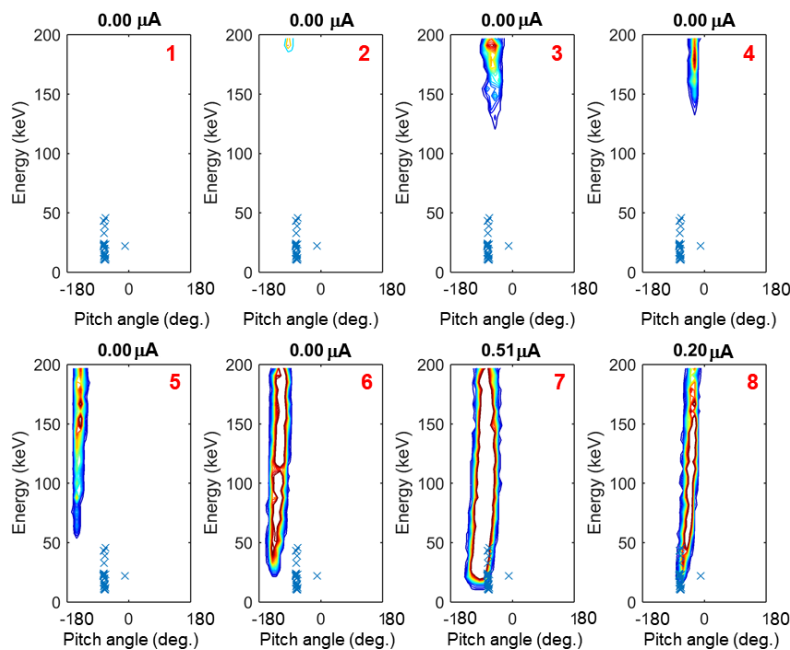 0.00 µA 0.00 µA 0.00 µA 0.00 µA
200 1 200 2 200 3 200 4
150 150 150 150
100 100 100 100
50 50 50 50
0 0 0 0
-180 0 180 -180 0 180 -180 0 180 -180 0 180
Energy (keV) Energy (keV) Energy (keV) Energy (keV)
Pitch angle (deg.) Pitch angle (deg.) Pitch angle (deg.) Pitch angle (deg.)
0.00 µA 0.00 µA 0.51 µA 0.20 µA
200 5 200 6 200 7 200 8
150 150 150 150
100 100 100 100
50 50 50 50
0 0 0 0
-180 0 180 -180 0 180 -180 0 180 -180 0 180
Energy (keV) Energy (keV) Energy (keV) Energy (keV)
Pitch angle (deg.) Pitch angle (deg.) Pitch angle (deg.) Pitch angle (deg.)